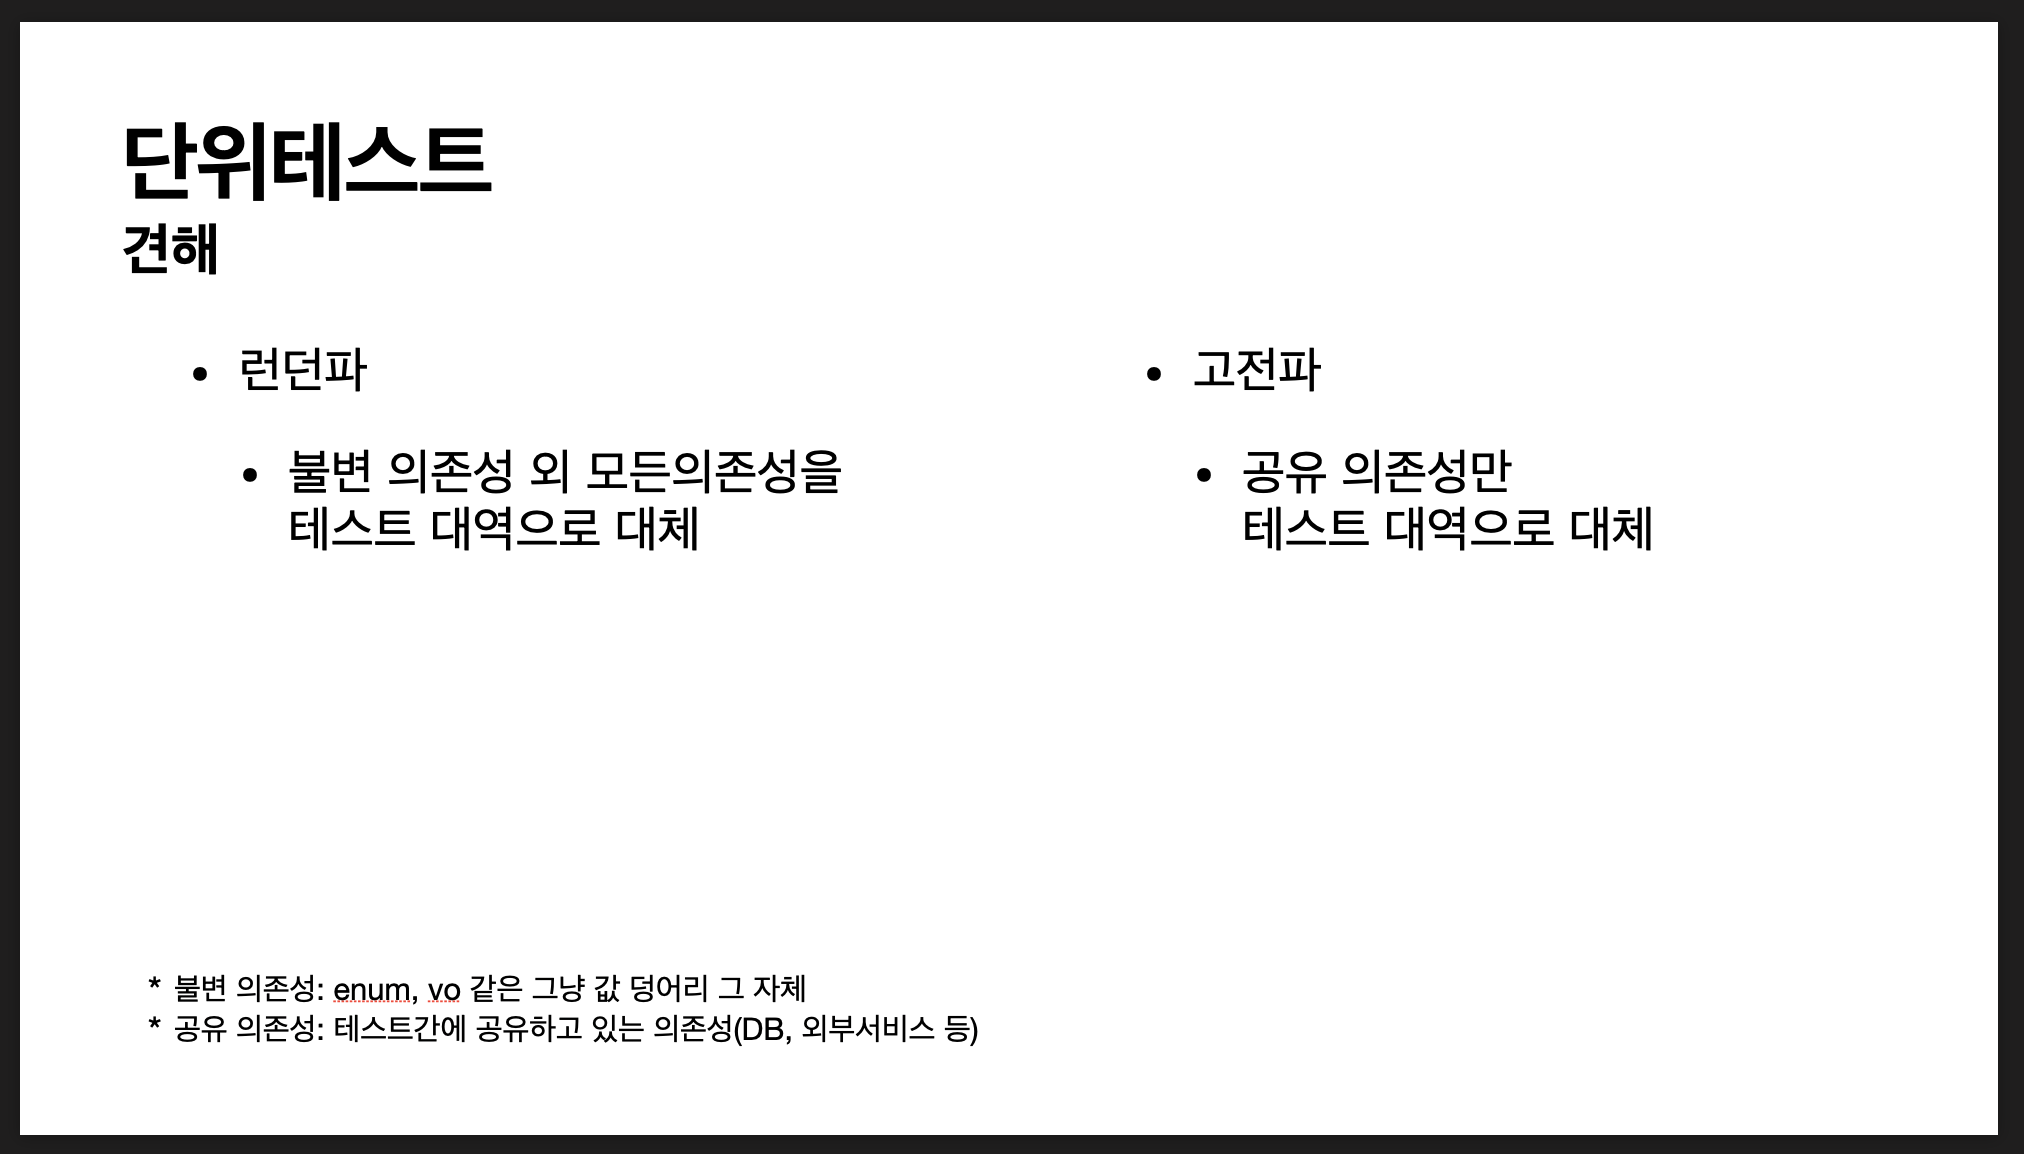 단위테스트
견해
• 런던파
• 불변 의존성 외 모든의존성을
테스트 대역으로 대체
• 고전파
• 공유 의존성만
테스트 대역으로 대체
* 불변 의존성: enum, vo 같은 그냥 값 덩어리 그 자체
* 공유 의존성: 테스트간에 공유하고 있는 의존성(DB, 외부서비스 등)